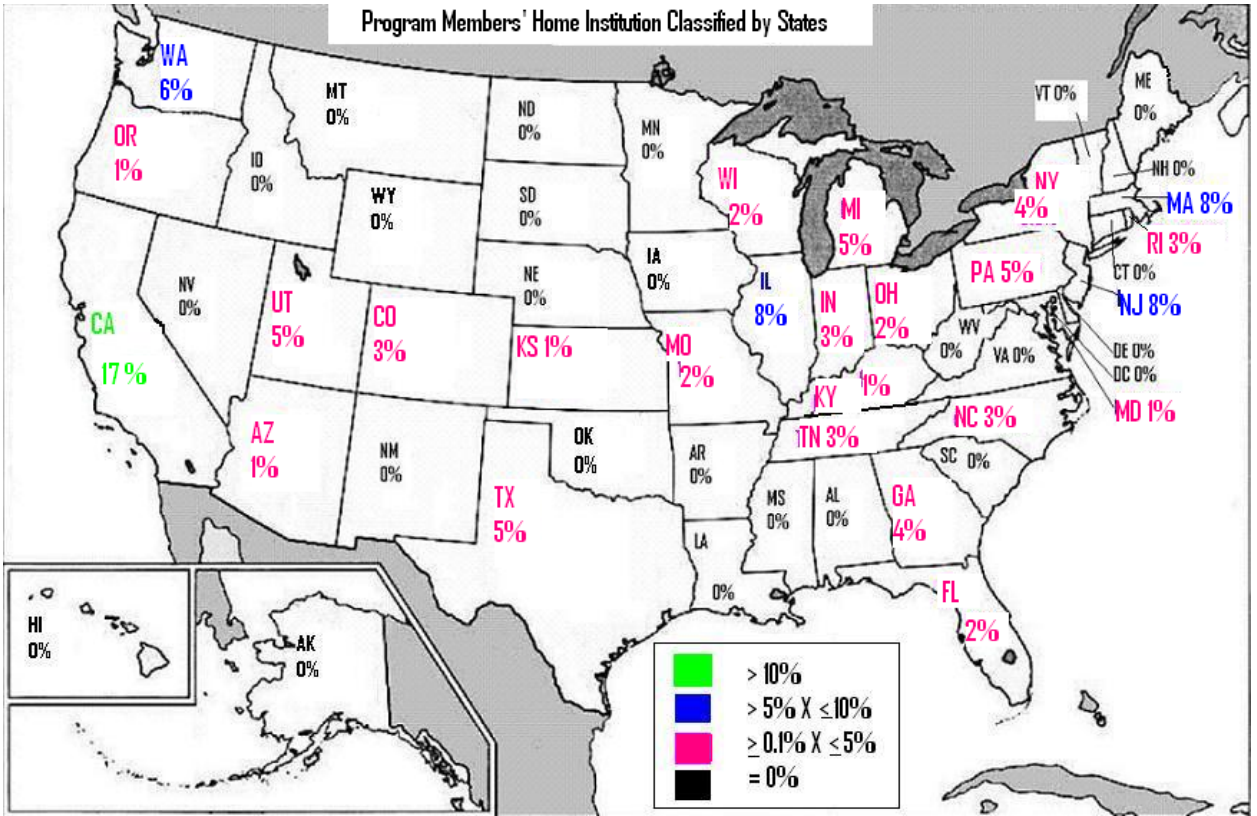 Program Members' Home Institution Classified by States
WA
6%
OR
1%
ID
0%
MT
0%
WY
0%
ND
0%
SD
0%
NE
0%
MN
0%
IA
0%
WI
2%
MI
5%
VT 0%
ME
0%
NH 0%
NY
4%
MA 8%
RI 3%
CT 0%
PA 5%
NJ 8%
NV
0%
CA
17 %
UT
5%
CO
3%
KS 1%
MO
2%
IL
8%
IN
3%
OH
2%
WV
0%
VA 0%
DE 0%
DC 0%
MD 1%
KY 1%
TN 3%
NC 3%
SC 0%
AZ
1%
NM
0%
OK
0%
AR
0%
TX
5%
LA
0%
MS
0%
AL
0%
GA
4%
FL
2%
HI
0%
AK
0%
> 10%
> 5% X ≤10%
≥ 0.1% X ≤5%
= 0%